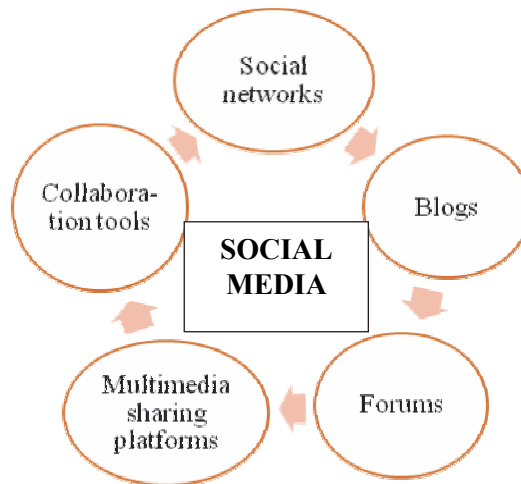 Social
networks
Collabora-
tion tools
Blogs
SOCIAL
MEDIA
Multimedia
sharing
platforms
Forums